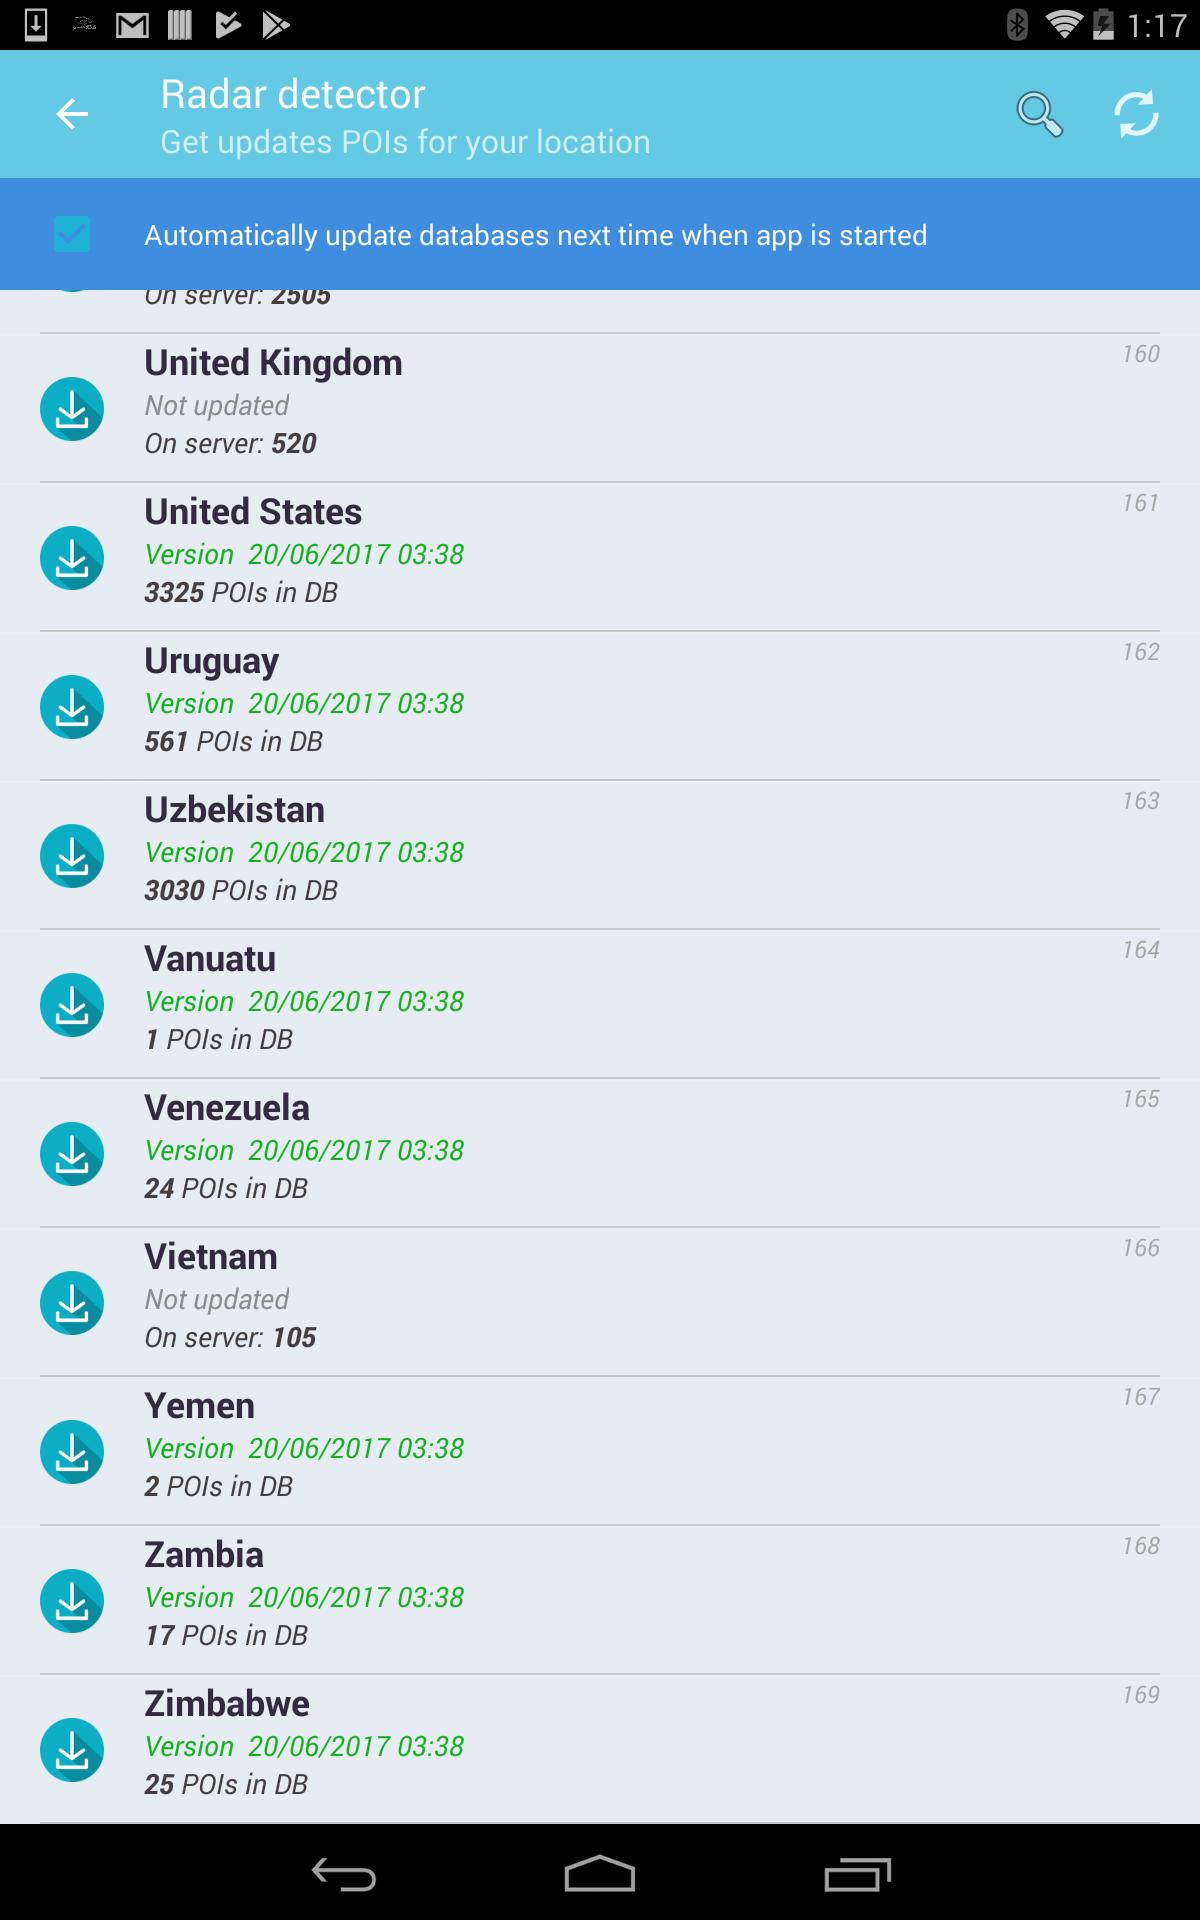 1:17
Radar detector
Get updates POIs for your location
Automatically update databases next time when app is started
On server: 2505
United Kingdom
160
Not updated
On server: 520
United States
161
Version 20/06/2017 03:38
3325 POIs in DB
Uruguay
162
Version 20/06/2017 03:38
561 POIs in DB
Uzbekistan
163
Version 20/06/2017 03:38
3030 POIs in DB
Vanuatu
164
Version 20/06/2017 03:38
1 POIs in DB
Venezuela
165
Version 20/06/2017 03:38
24 POIs in DB
Vietnam
166
Not updated
On server: 105
Yemen
167
Version 20/06/2017 03:38
2 POIs in DB
Zambia
168
Version 20/06/2017 03:38
17 POIs in DB
Zimbabwe
169
Version 20/06/2017 03:38
25 POIs in DB